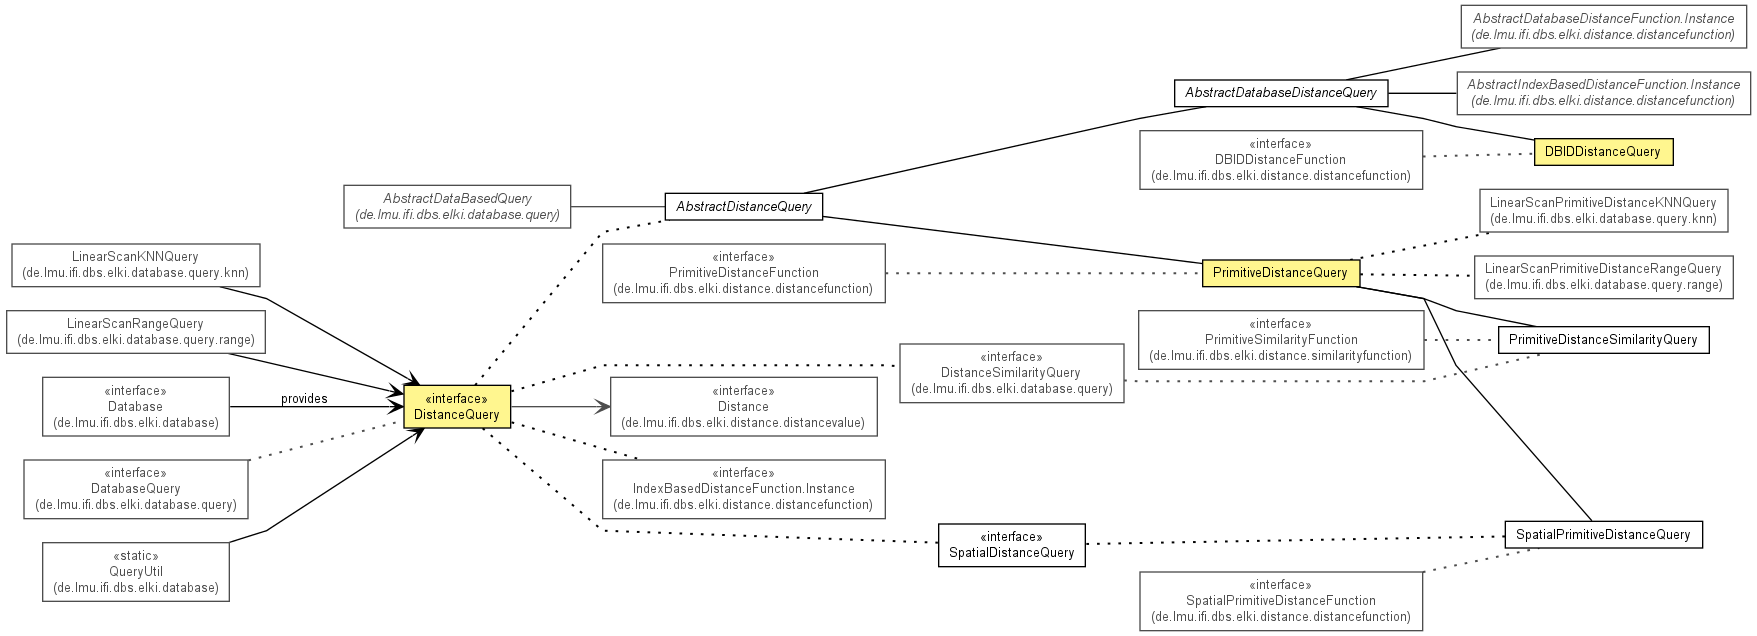 AbstractDatabaseDistanceFunction.Instance
(de.lmu.ifi.dbs.elki.distance.distancefunction)
AbstractDatabaseDistanceQuery
AbstractIndexBasedDistanceFunction.Instance
(de.lmu.ifi.dbs.elki.distance.distancefunction)
«interface»
DBIDDistanceFunction
(de.lmu.ifi.dbs.elki.distance.distancefunction)
DBIDDistanceQuery
AbstractDataBasedQuery
(de.lmu.ifi.dbs.elki.database.query)
AbstractDistanceQuery
LinearScanPrimitiveDistanceKNNQuery
(de.lmu.ifi.dbs.elki.database.query.knn)
LinearScanKNNQuery
(de.lmu.ifi.dbs.elki.database.query.knn)
«interface»
PrimitiveDistanceFunction
(de.lmu.ifi.dbs.elki.distance.distancefunction)
PrimitiveDistanceQuery
LinearScanPrimitiveDistanceRangeQuery
(de.lmu.ifi.dbs.elki.database.query.range)
LinearScanRangeQuery
(de.lmu.ifi.dbs.elki.database.query.range)
«interface»
PrimitiveSimilarityFunction
(de.lmu.ifi.dbs.elki.distance.similarityfunction)
PrimitiveDistanceSimilarityQuery
«interface»
DistanceSimilarityQuery
(de.lmu.ifi.dbs.elki.database.query)
«interface»
Database
(de.lmu.ifi.dbs.elki.database)
provides
«interface»
DistanceQuery
«interface»
Distance
(de.lmu.ifi.dbs.elki.distance.distancevalue)
«interface»
DatabaseQuery
(de.lmu.ifi.dbs.elki.database.query)
«interface»
IndexBasedDistanceFunction.Instance
(de.lmu.ifi.dbs.elki.distance.distancefunction)
«interface»
SpatialDistanceQuery
SpatialPrimitiveDistanceQuery
«static»
QueryUtil
(de.lmu.ifi.dbs.elki.database)
«interface»
SpatialPrimitiveDistanceFunction
(de.lmu.ifi.dbs.elki.distance.distancefunction)